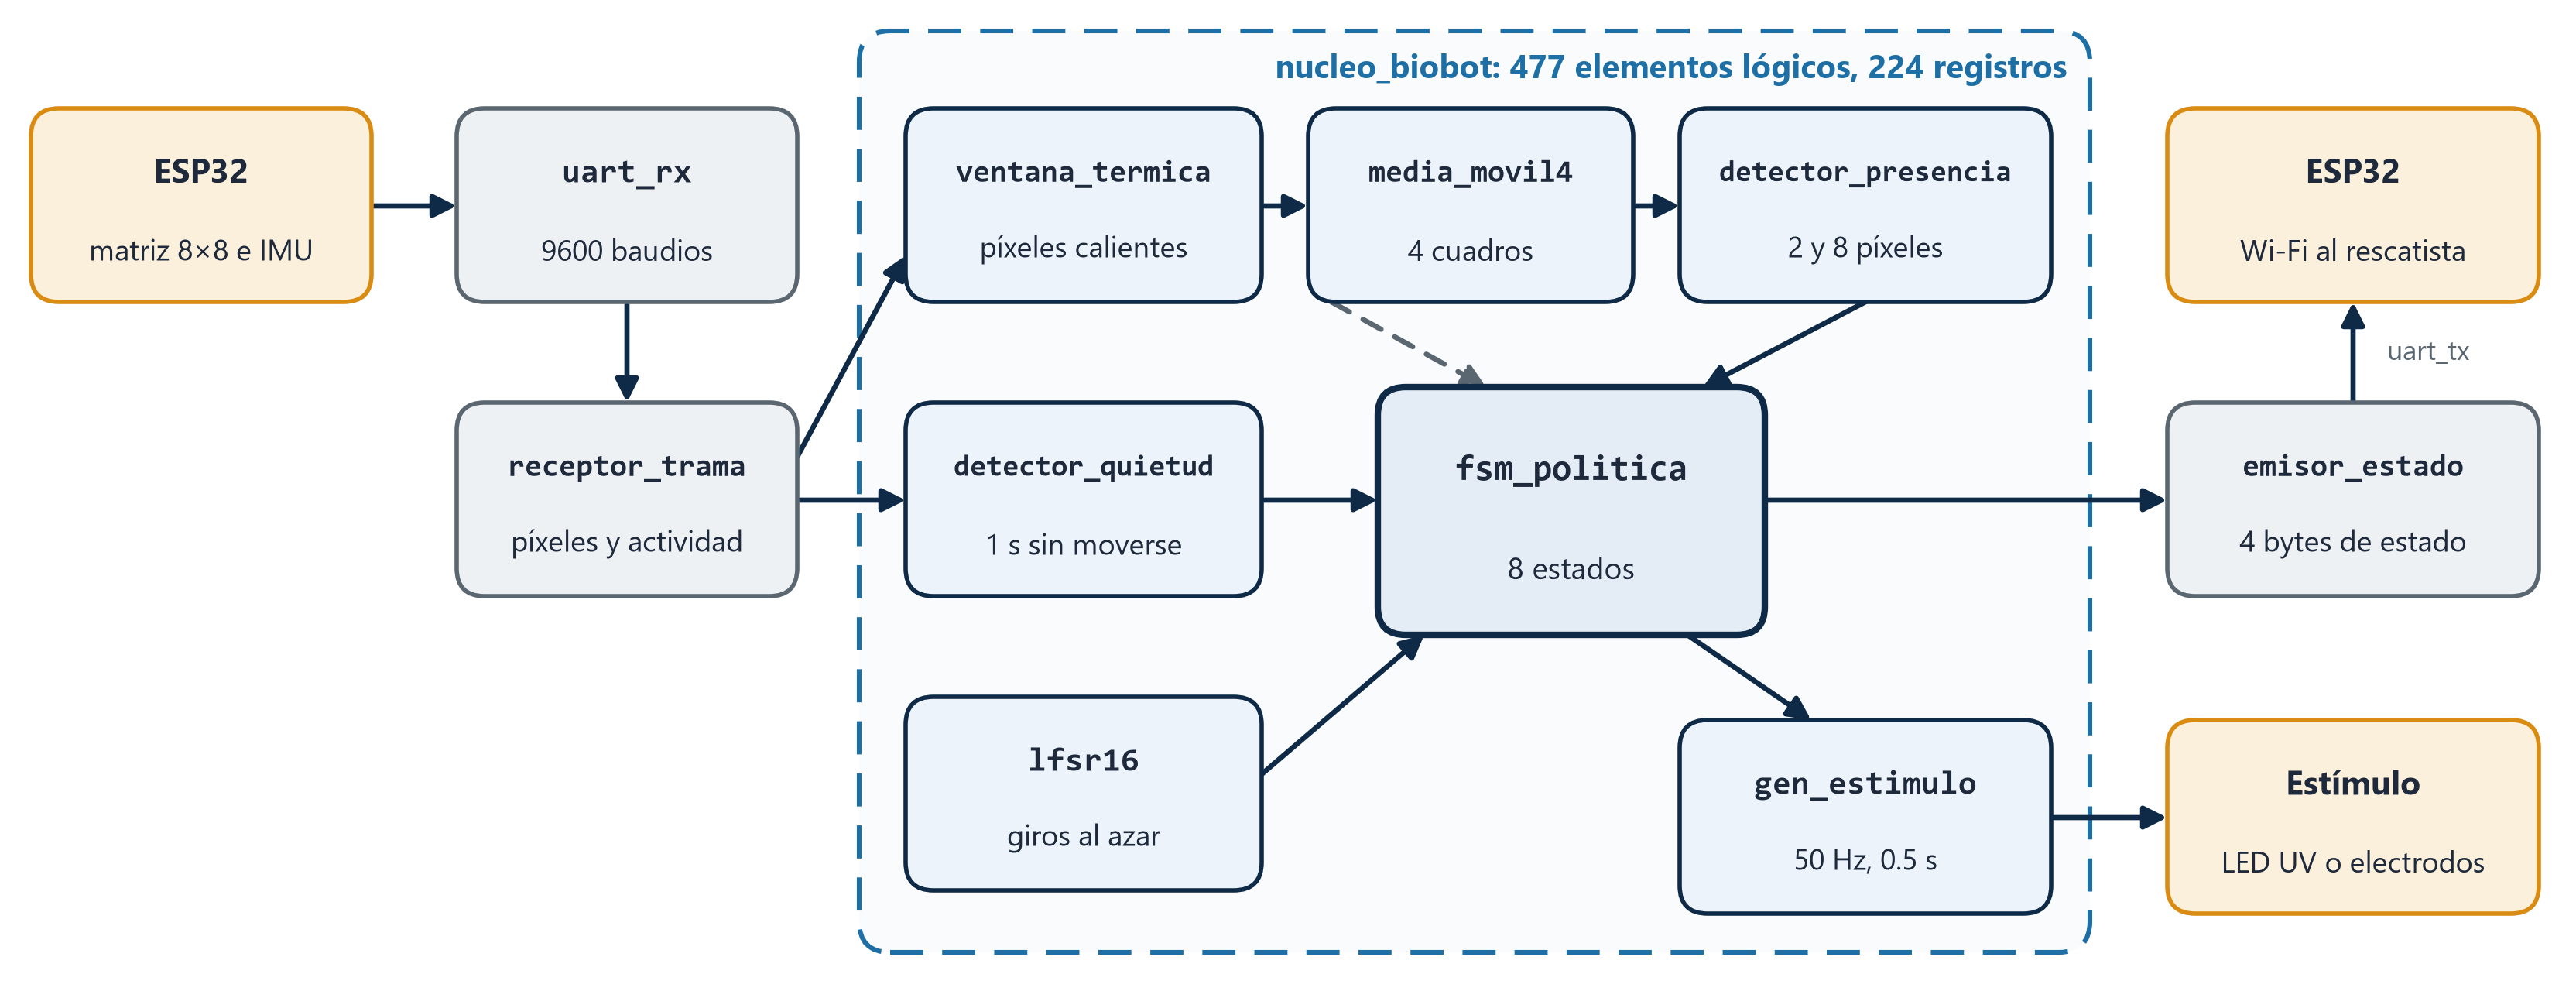 nucleo_biobot: 477 elementos lógicos, 224 registros
ESP32
matriz 8×8 e IMU
uart_rx
9600 baudios
ventana_termica
píxeles calientes
media_movil4
4 cuadros
detector_presencia
2 y 8 píxeles
ESP32
Wi-Fi al rescatista
uart_tx
receptor_trama
píxeles y actividad
detector_quietud
1 s sin moverse
fsm_politica
8 estados
emisor_estado
4 bytes de estado
lfsr16
giros al azar
gen_estimulo
50 Hz, 0.5 s
Estímulo
LED UV o electrodos